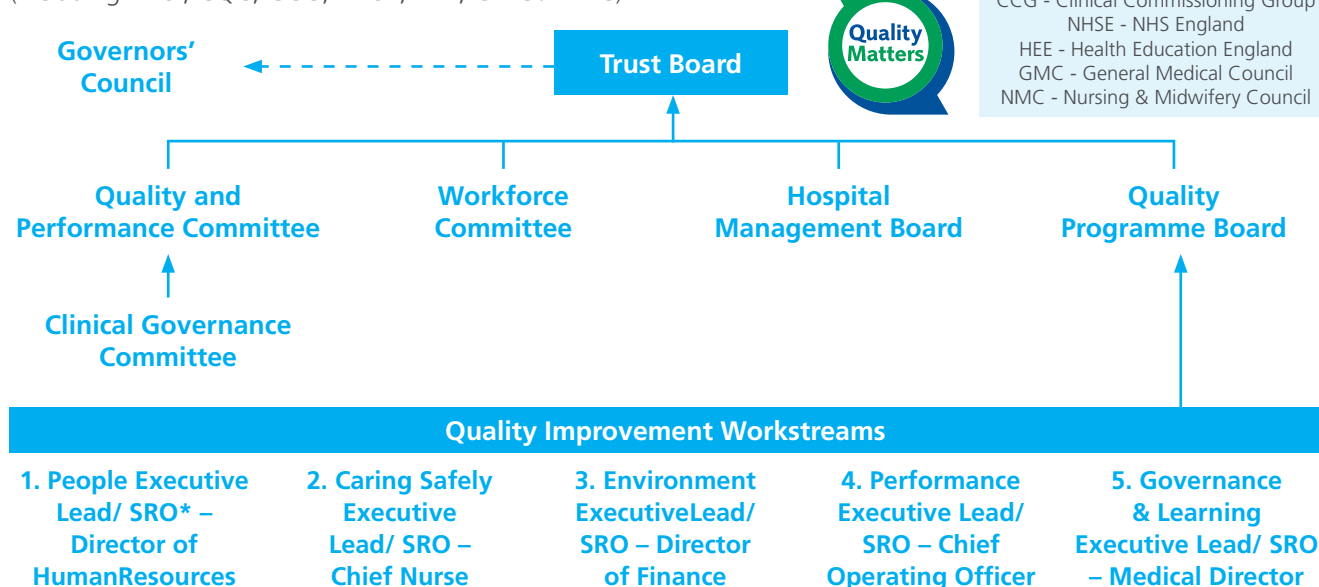 CCG - Clinical Commissioning Group
NHSE - NHS England
HEE - Health Education England
GMC - General Medical Council
NMC - Nursing & Midwifery Council
Quality
Matters
Governors’
Council
Trust Board
Quality and
Performance Committee
Workforce
Committee
Hospital
Management Board
Quality
Programme Board
Clinical Governance
Committee
Quality Improvement Workstreams
1. People Executive
Lead/ SRO* –
Director of
HumanResources
2. Caring Safely
Executive
Lead/ SRO –
Chief Nurse
3. Environment
ExecutiveLead/
SRO – Director
of Finance
4. Performance
Executive Lead/
SRO – Chief
Operating Officer
5. Governance
& Learning
Executive Lead/ SRO
– Medical Director